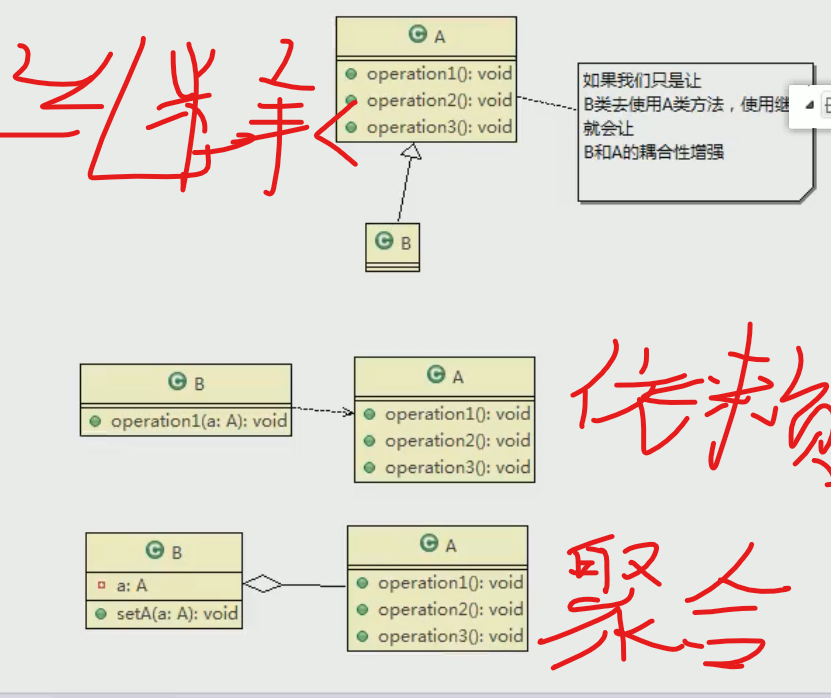 C A
operation1(): void
operation2(): void
operation3(): void
如果我们只是让
B类去使用A类方法，使用继
就会让
B和A的耦合性增强
C B
C B
operation1(a: A): void
C A
operation1(): void
operation2(): void
operation3(): void
依赖
C B
a: A
setA(a: A): void
C A
operation1(): void
operation2(): void
operation3(): void
聚合